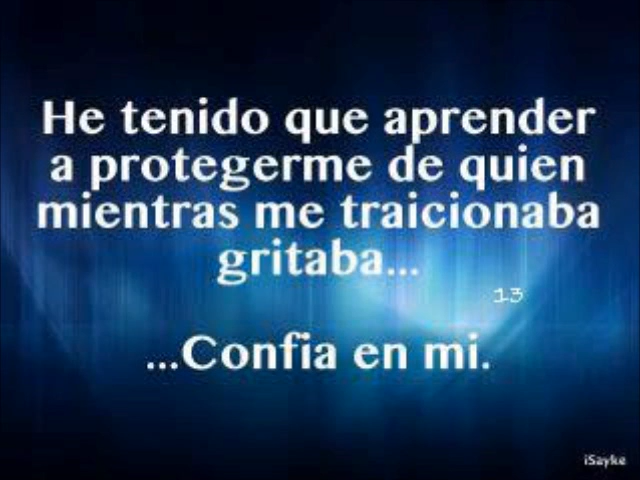 He tenido que aprender
a protegerme de quien
mientras me traicionaba
gritaba...
13
...Confia en mi.
iSayke